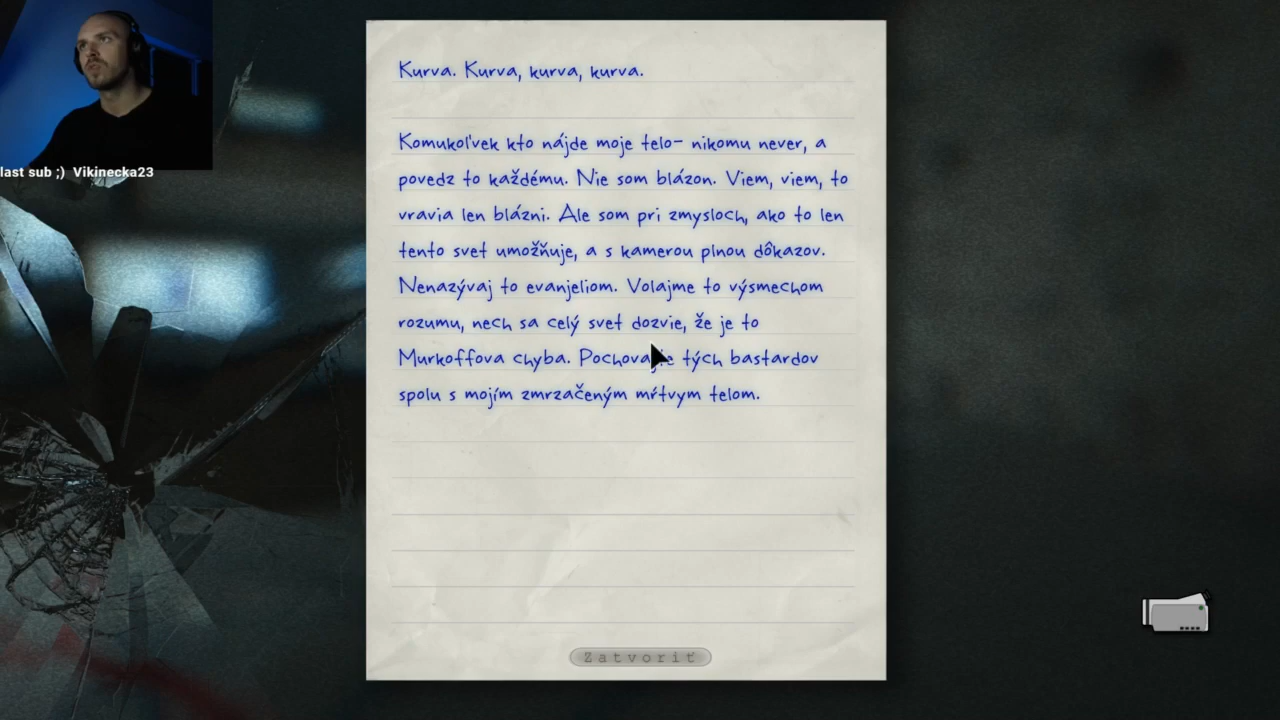 last sub ;) Vikinecka23
Kurva. Kurva, kurva, kurva.
Komukoľvek kto nájde moje telo- nikomu never, a
povedz to každému. Nie som blázon. Viem, viem, to
vravia len blázni. Ale som pri zmysloch, ako to len
tento svet umožňuje, a s kamerou plnou dôkazov.
Nenazývaj to evanjeliom. Volajme to výsmechom
rozumu, nech sa celý svet dozvie, že je to
Murkoffova chyba. tých bastardov
spolu s mojím zmrzačeným mŕtvym telom.
Zatvoriť